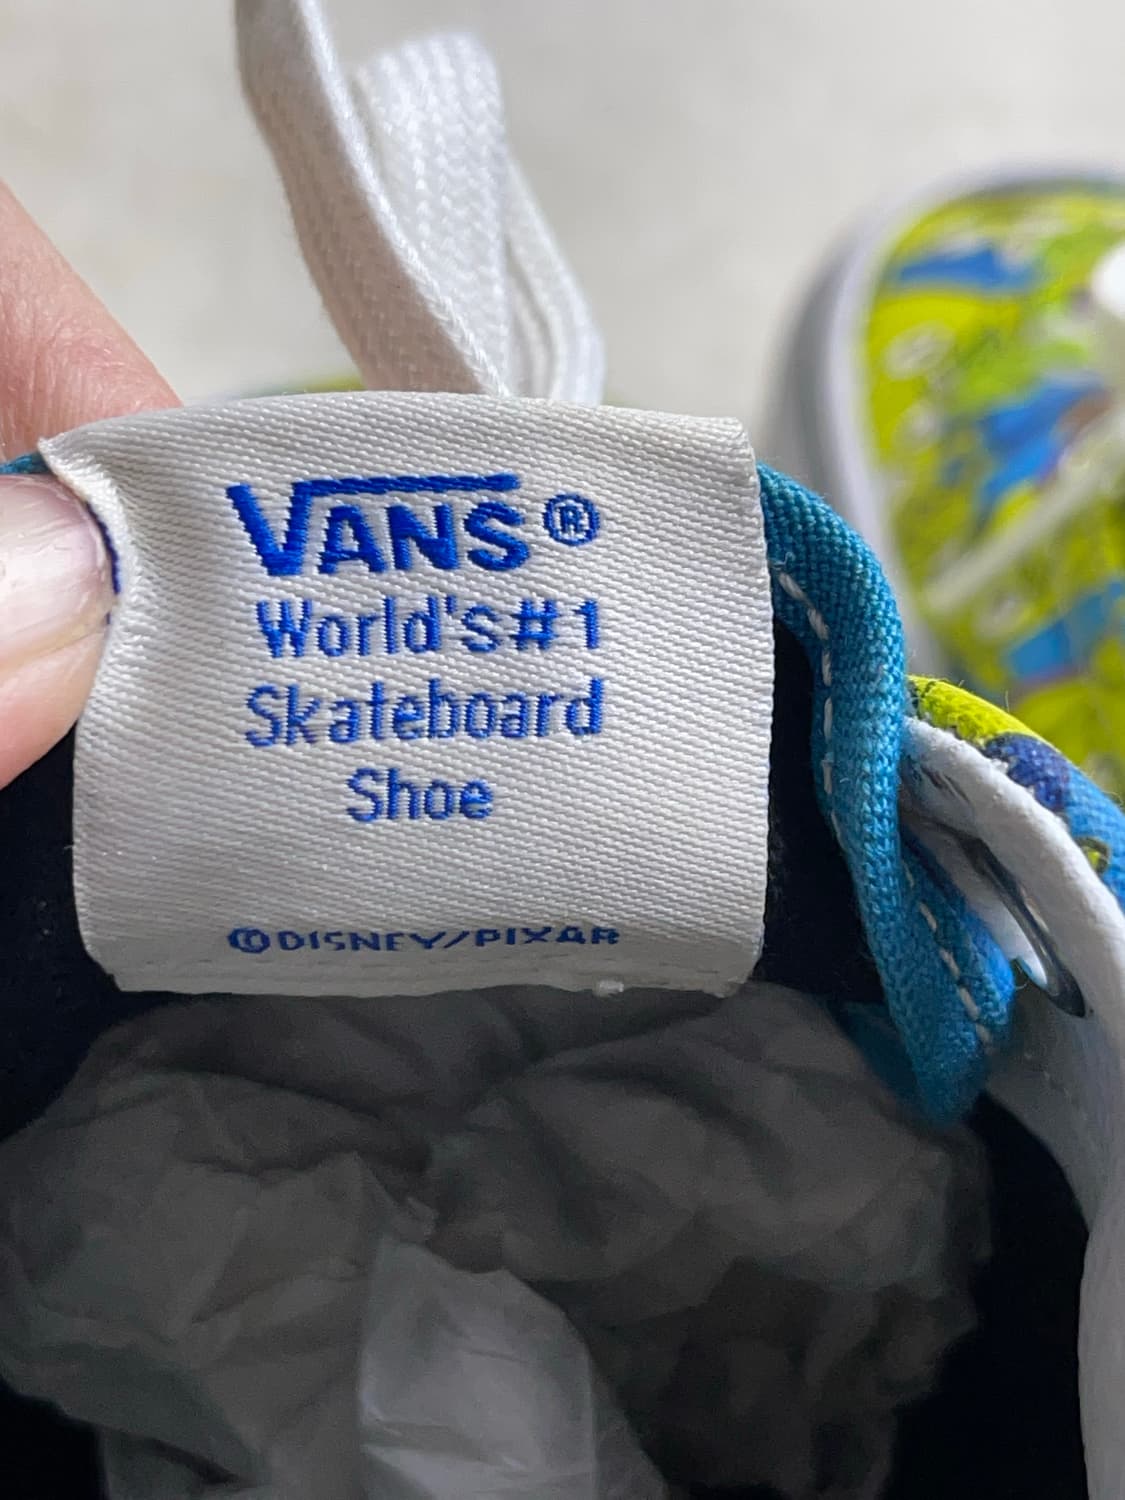 VANS®
World's #1
Skateboard
Shoe
©DISNEY/PIXAR